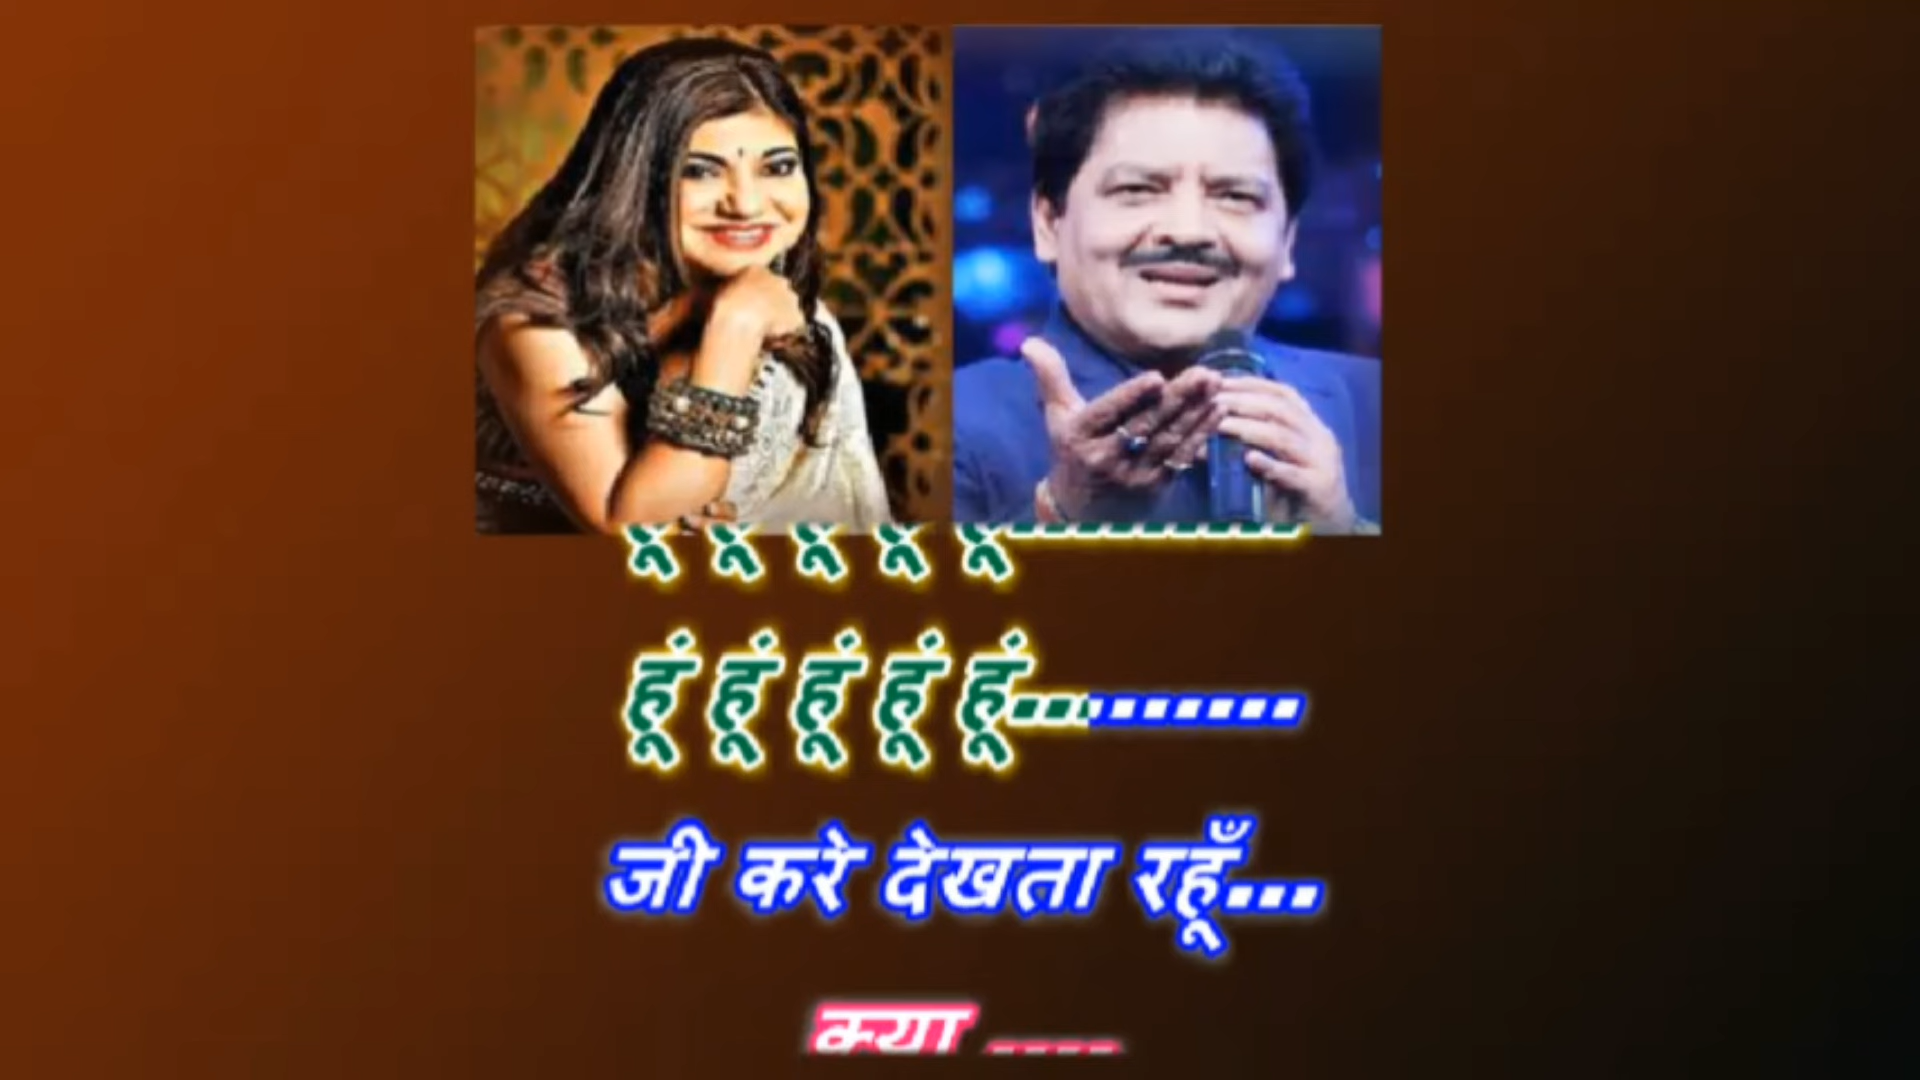 हूं हूं हूं हूं हूं...........
हूं हूं हूं हूं हूं...........
जी करे देखता रहूँ...
क्या .....